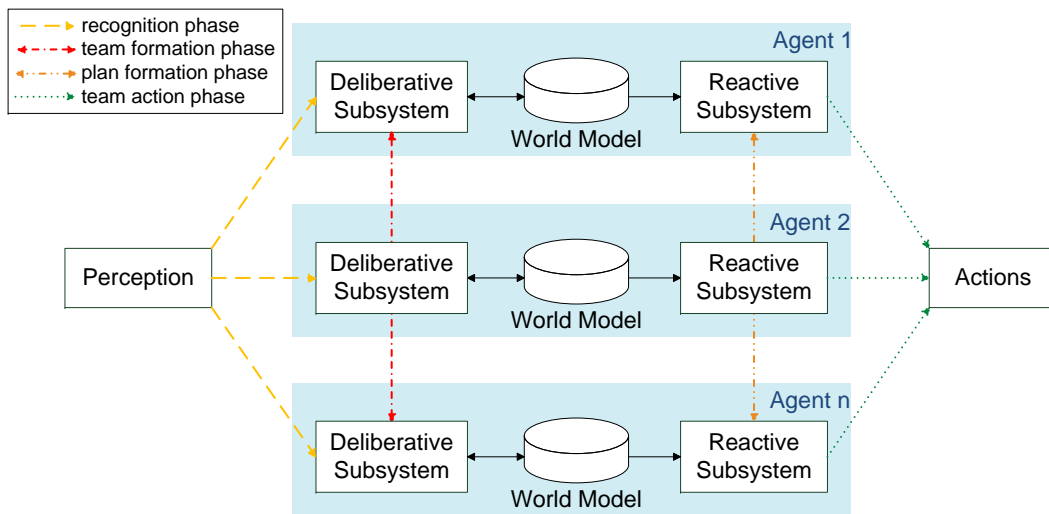 recognition phase
team formation phase
plan formation phase
team action phase
Agent 1
Deliberative
Subsystem
World Model
Reactive
Subsystem
Agent 2
Perception
Deliberative
Subsystem
World Model
Reactive
Subsystem
Actions
Agent n
Deliberative
Subsystem
World Model
Reactive
Subsystem